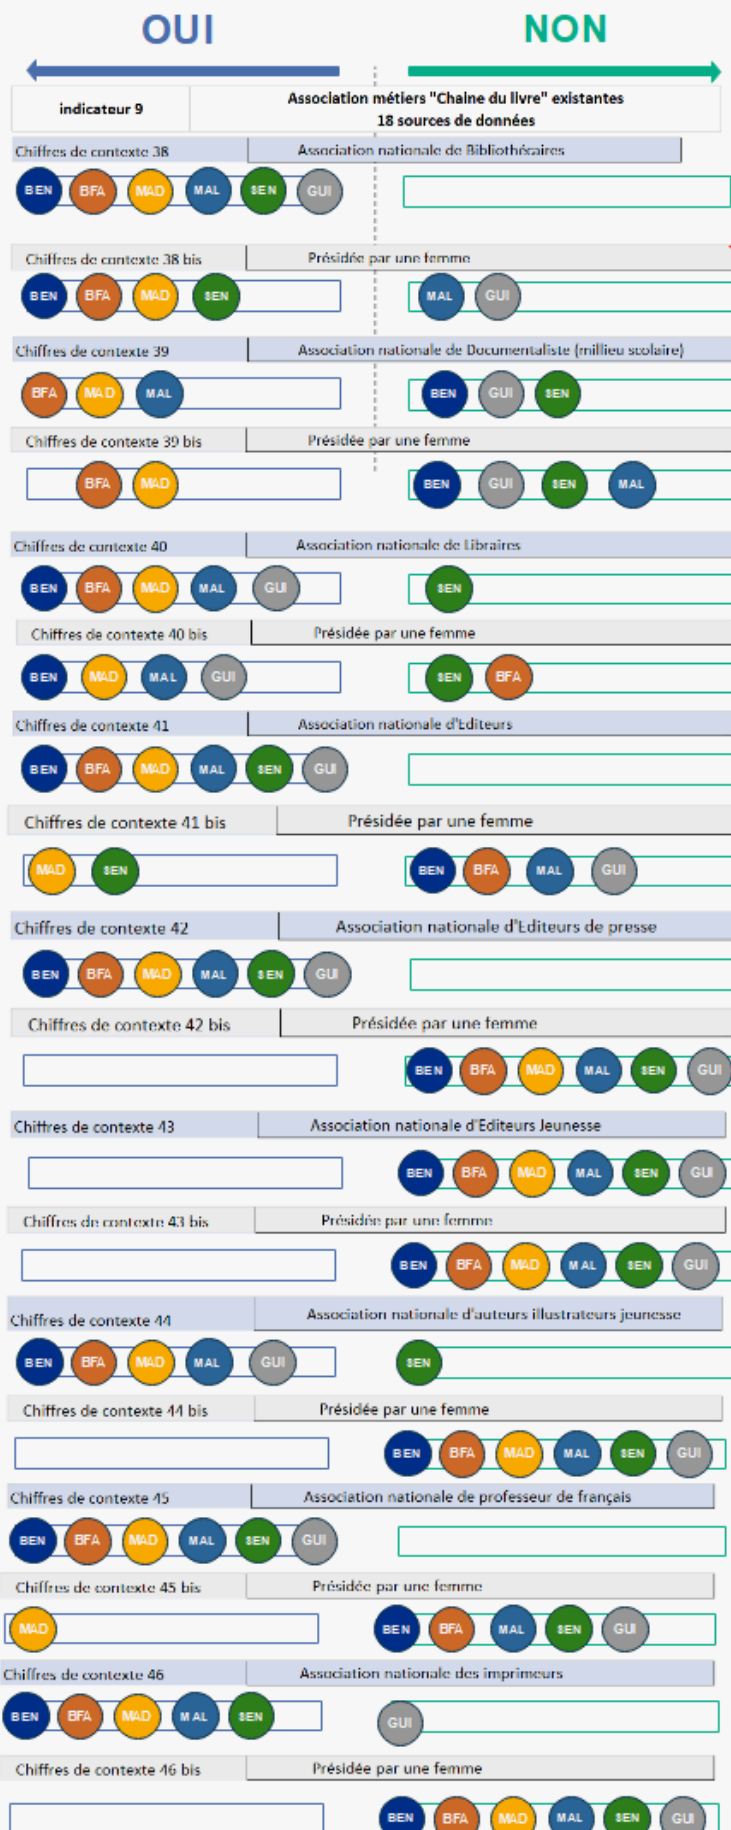 OUI NON
indicateur 9
Association métiers "Chaine du livre" existantes
18 sources de données
Chiffres de contexte 38 Association nationale de Bibliothécaires
BEN BFA MAD MAL SEN GUI
Chiffres de contexte 38 bis Présidée par une femme
BEN BFA MAD SEN MAL GUI
Chiffres de contexte 39 Association nationale de Documentaliste (millieu scolaire)
BFA MAD MAL BEN GUI SEN
Chiffres de contexte 39 bis Présidée par une femme
BFA MAD BEN GUI SEN MAL
Chiffres de contexte 40 Association nationale de Libraires
BEN BFA MAD MAL GUI SEN
Chiffres de contexte 40 bis Présidée par une femme
BEN MAD MAL GUI SEN BFA
Chiffres de contexte 41 Association nationale d'Editeurs
BEN BFA MAD MAL SEN GUI
Chiffres de contexte 41 bis Présidée par une femme
MAD SEN BEN BFA MAL GUI
Chiffres de contexte 42 Association nationale d'Editeurs de presse
BEN BFA MAD MAL SEN GUI
Chiffres de contexte 42 bis Présidée par une femme
BEN BFA MAD MAL SEN GUI
Chiffres de contexte 43 Association nationale d'Editeurs Jeunesse
BEN BFA MAD MAL SEN GUI
Chiffres de contexte 43 bis Présidée par une femme
BEN BFA MAD MAL SEN GUI
Chiffres de contexte 44 Association nationale d'auteurs illustrateurs jeunesse
BEN BFA MAD MAL GUI SEN
Chiffres de contexte 44 bis Présidée par une femme
BEN BFA MAD MAL SEN GUI
Chiffres de contexte 45 Association nationale de professeur de français
BEN BFA MAD MAL SEN GUI
Chiffres de contexte 45 bis Présidée par une femme
MAD BEN BFA MAL SEN GUI
Chiffres de contexte 46 Association nationale des imprimeurs
BEN BFA MAD MAL SEN GUI
Chiffres de contexte 46 bis Présidée par une femme
BEN BFA MAD MAL SEN GUI